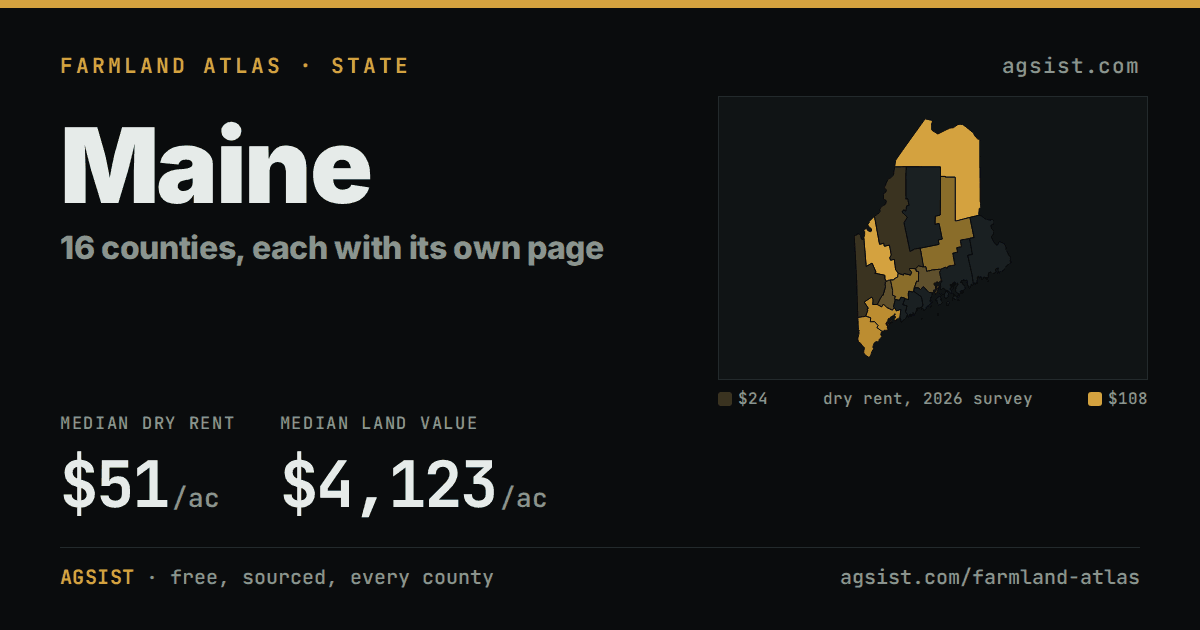 FARMLAND ATLAS · STATE
agsist.com
Maine
16 counties, each with its own page
$24
dry rent, 2026 survey
$108
MEDIAN DRY RENT
MEDIAN LAND VALUE
$51/ac
$4,123/ac
AGSIST · free, sourced, every county
agsist.com/farmland-atlas